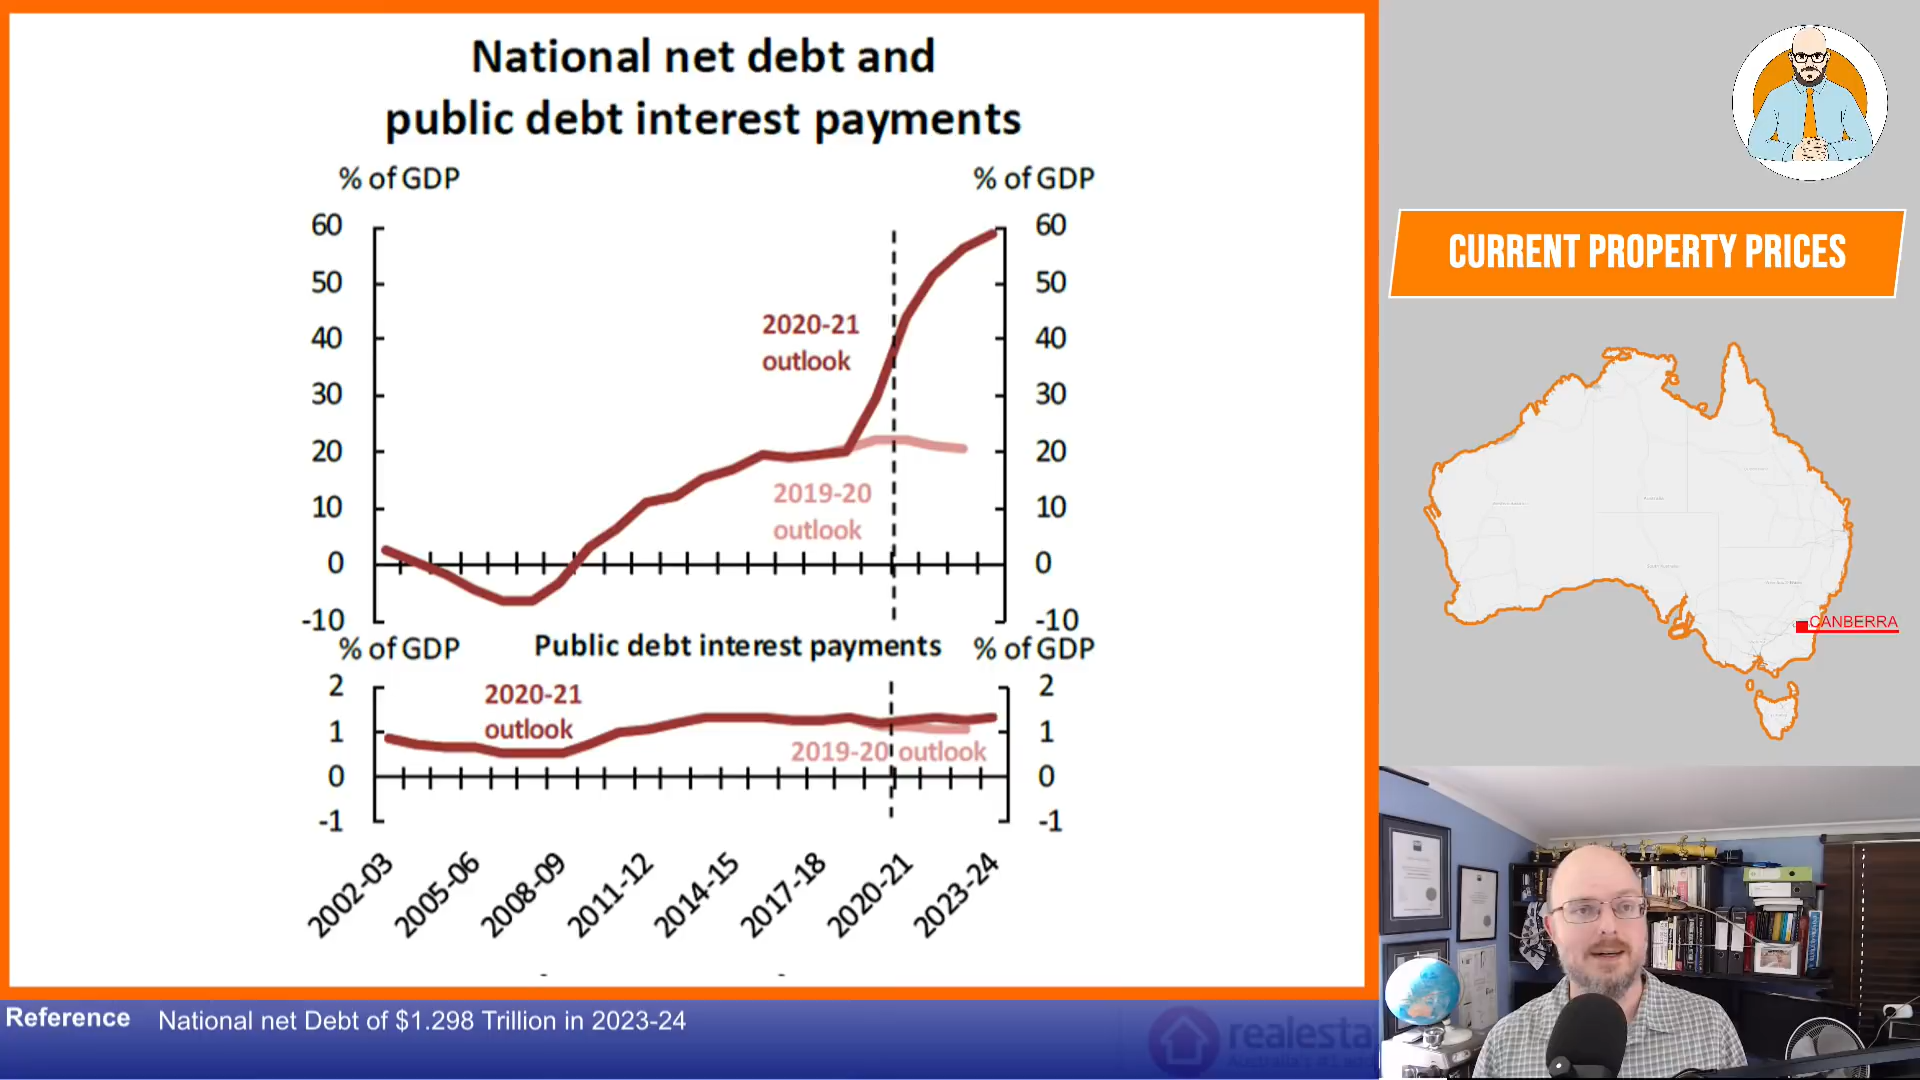 National net debt and
public debt interest payments
% of GDP
% of GDP
60
60
50
50
40
40
30
30
20
20
10
10
0
0
-10
-10
2020-21
outlook
2019-20
outlook
% of GDP
Public debt interest payments
% of GDP
2
2
1
1
0
0
-1
-1
2020-21
outlook
2019-20 outlook
2002-03
2005-06
2008-09
2011-12
2014-15
2017-18
2020-21
2023-24
Reference
National net Debt of $1.298 Trillion in 2023-24
realesta
CURRENT PROPERTY PRICES
CANBERRA